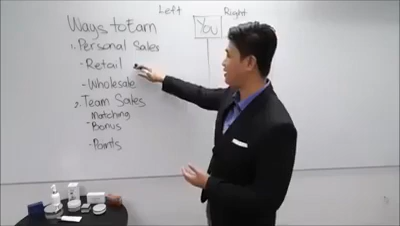 Left Right
You
Ways to Earn
1. Personal Sales
- Retail
- Wholesale
2. Team Sales
Matching
- Bonus
- Points